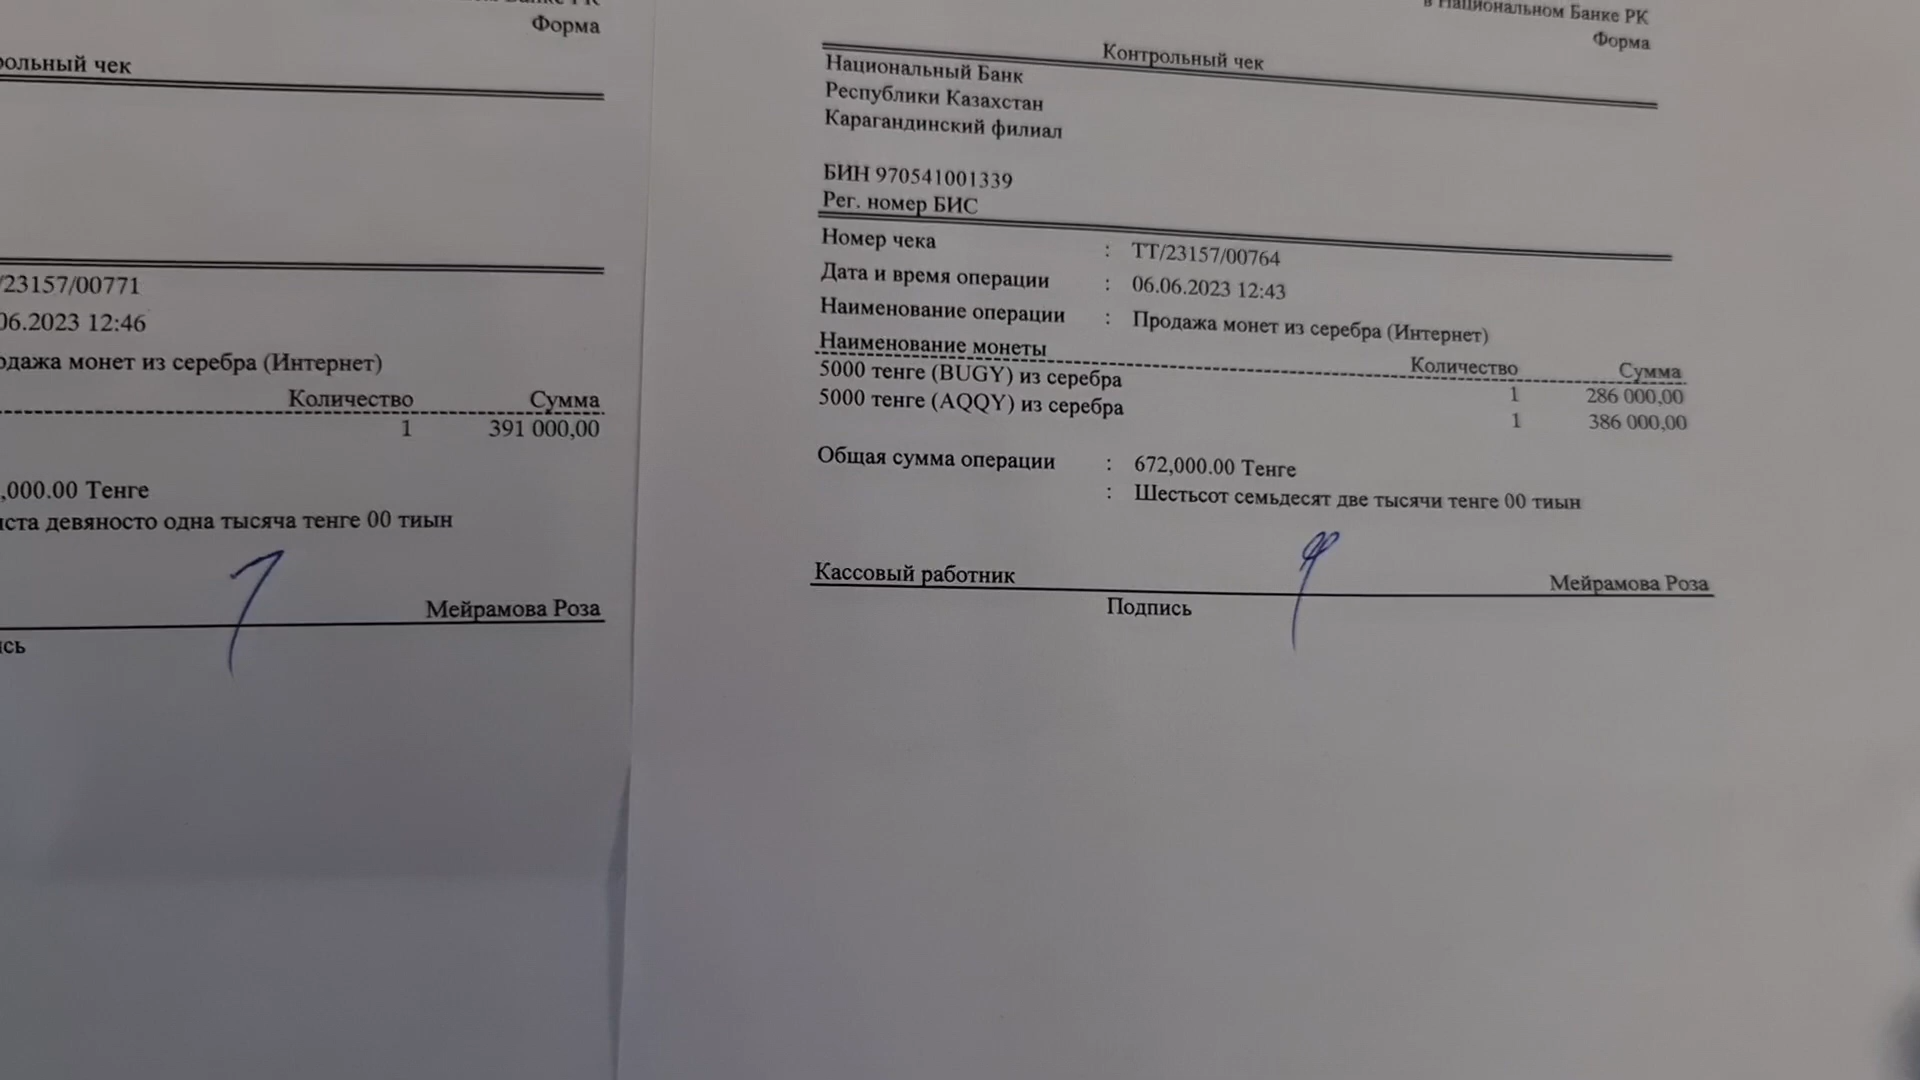 Форма
чек
23157/00771
06.2023 12:46
монет из серебра (Интернет)
Количество Сумма
1 391 000,00
,000.00 Тенге
девяносто одна тысяча тенге 00 тиын
Мейрамова Роза
в Национальном Банке РК
Форма
Контрольный чек
Национальный Банк
Республики Казахстан
Карагандинский филиал
БИН 970541001339
Рег. номер БИС
Номер чека : ТТ/23157/00764
Дата и время операции : 06.06.2023 12:43
Наименование операции : Продажа монет из серебра (Интернет)
Наименование монеты Количество Сумма
5000 тенге (BUGY) из серебра 1 286 000,00
5000 тенге (AQQY) из серебра 1 386 000,00
Общая сумма операции : 672,000.00 Тенге
: Шестьсот семьдесят две тысячи тенге 00 тиын
Кассовый работник Мейрамова Роза
Подпись